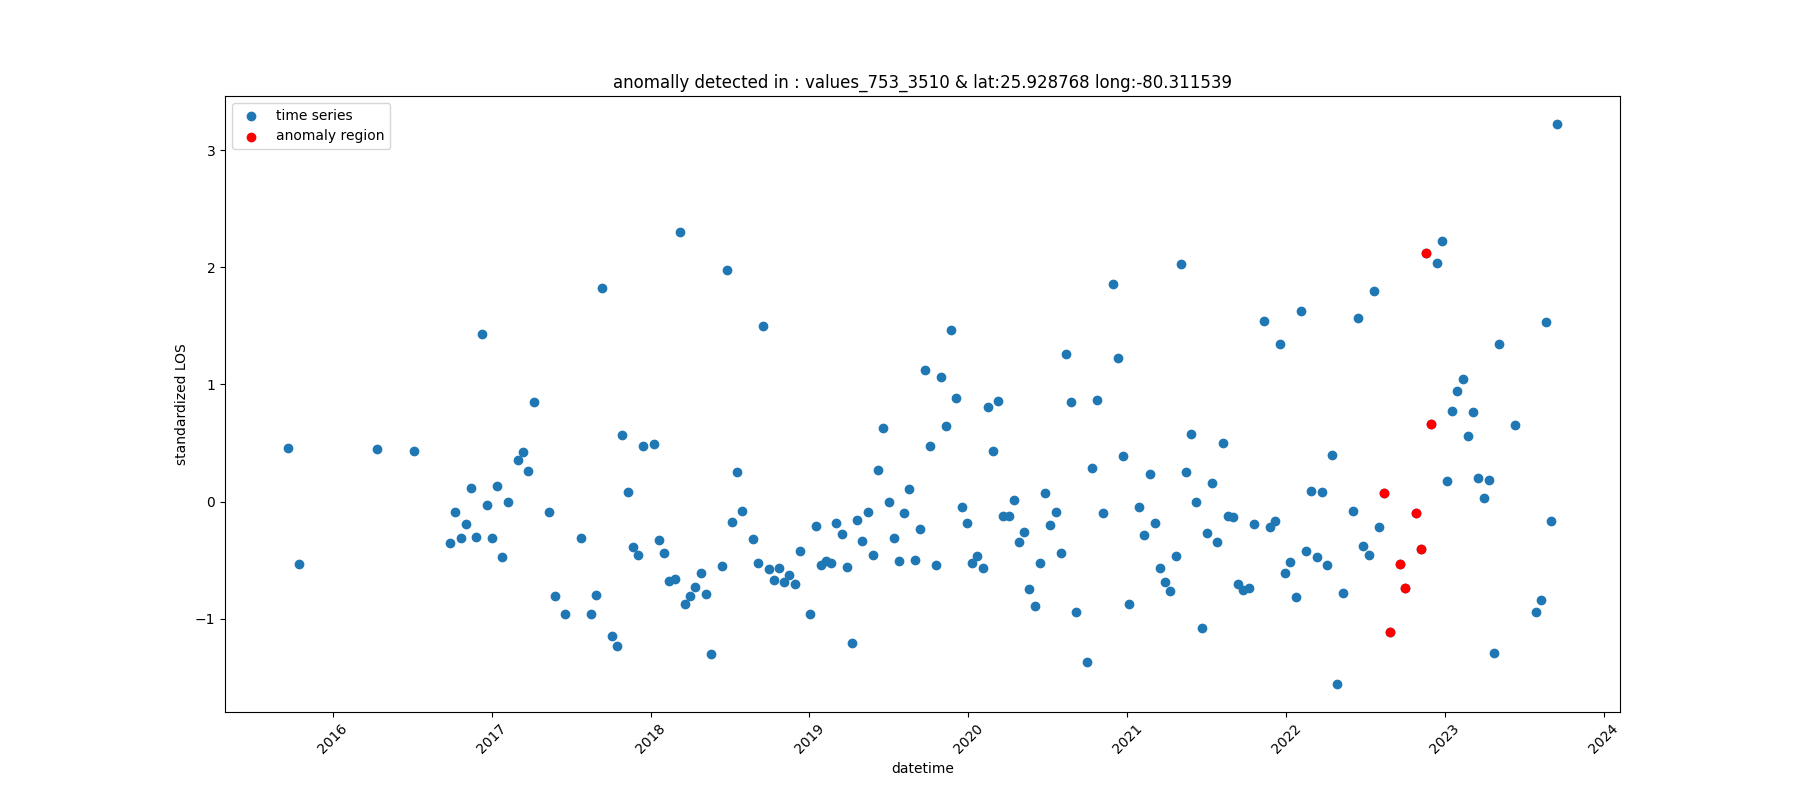 anomally detected in : values_753_3510 & lat:25.928768 long:-80.311539
time series
anomaly region
standardized LOS
3
2
1
0
−1
2016
2017
2018
2019
2020
2021
2022
2023
2024
datetime